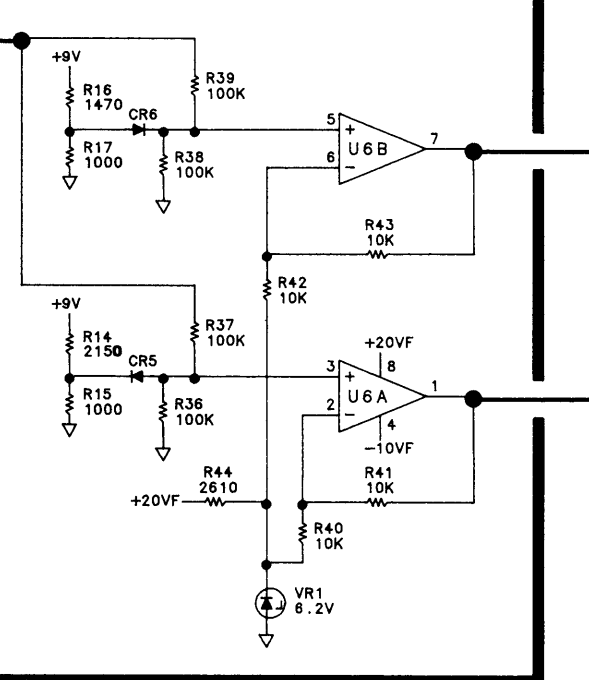 +9V
R16
1470
R39
100K
CR6
R17
1000
R38
100K
5
+
U6B
7
6
−
R43
10K
R42
10K
+9V
R14
2150
R37
100K
CR5
R15
1000
R36
100K
+20VF
8
3
+
U6A
1
2
−
4
−10VF
R44
2610
+20VF
R41
10K
R40
10K
VR1
6.2V